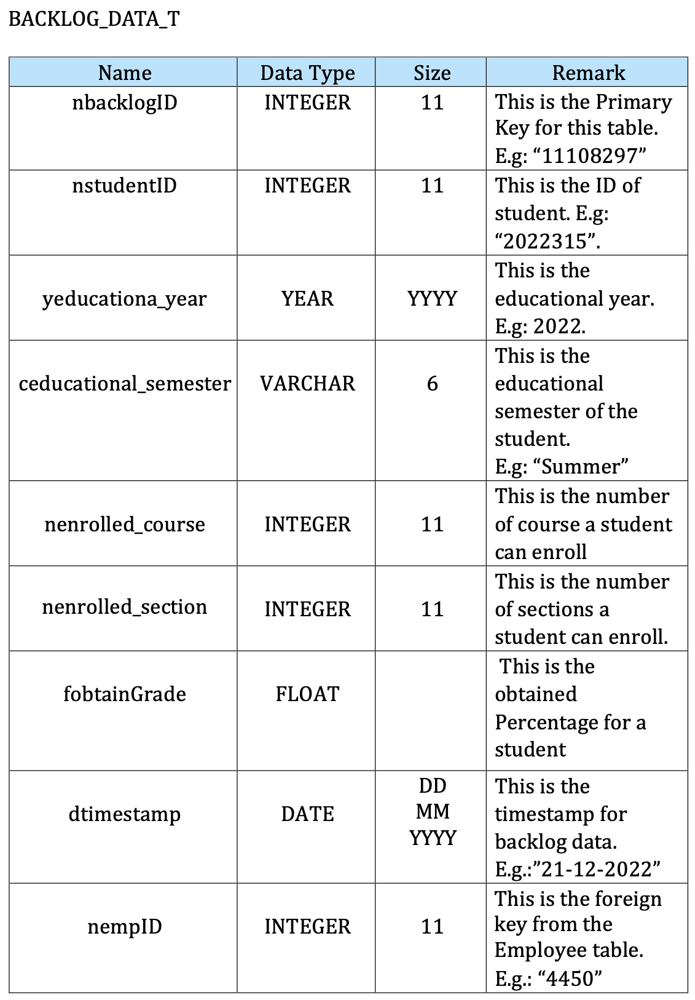 BACKLOG_DATA_T
Name Data Type Size Remark
nbacklogID INTEGER 11 This is the Primary
Key for this table.
E.g: “11108297”
nstudentID INTEGER 11 This is the ID of
student. E.g:
“2022315”.
This is the
yeducationa_year YEAR YYYY educational year.
E.g: 2022.
This is the
ceducational_semester VARCHAR 6 educational
semester of the
student.
E.g: “Summer”
This is the number
nenrolled_course INTEGER 11 of course a student
can enroll
This is the number
nenrolled_section INTEGER 11 of sections a
student can enroll.
This is the
fobtainGrade FLOAT obtained
Percentage for a
student
DD This is the
dtimestamp DATE MM timestamp for
YYYY backlog data.
E.g.:”21-12-2022”
This is the foreign
nempID INTEGER 11 key from the
Employee table.
E.g.: “4450”